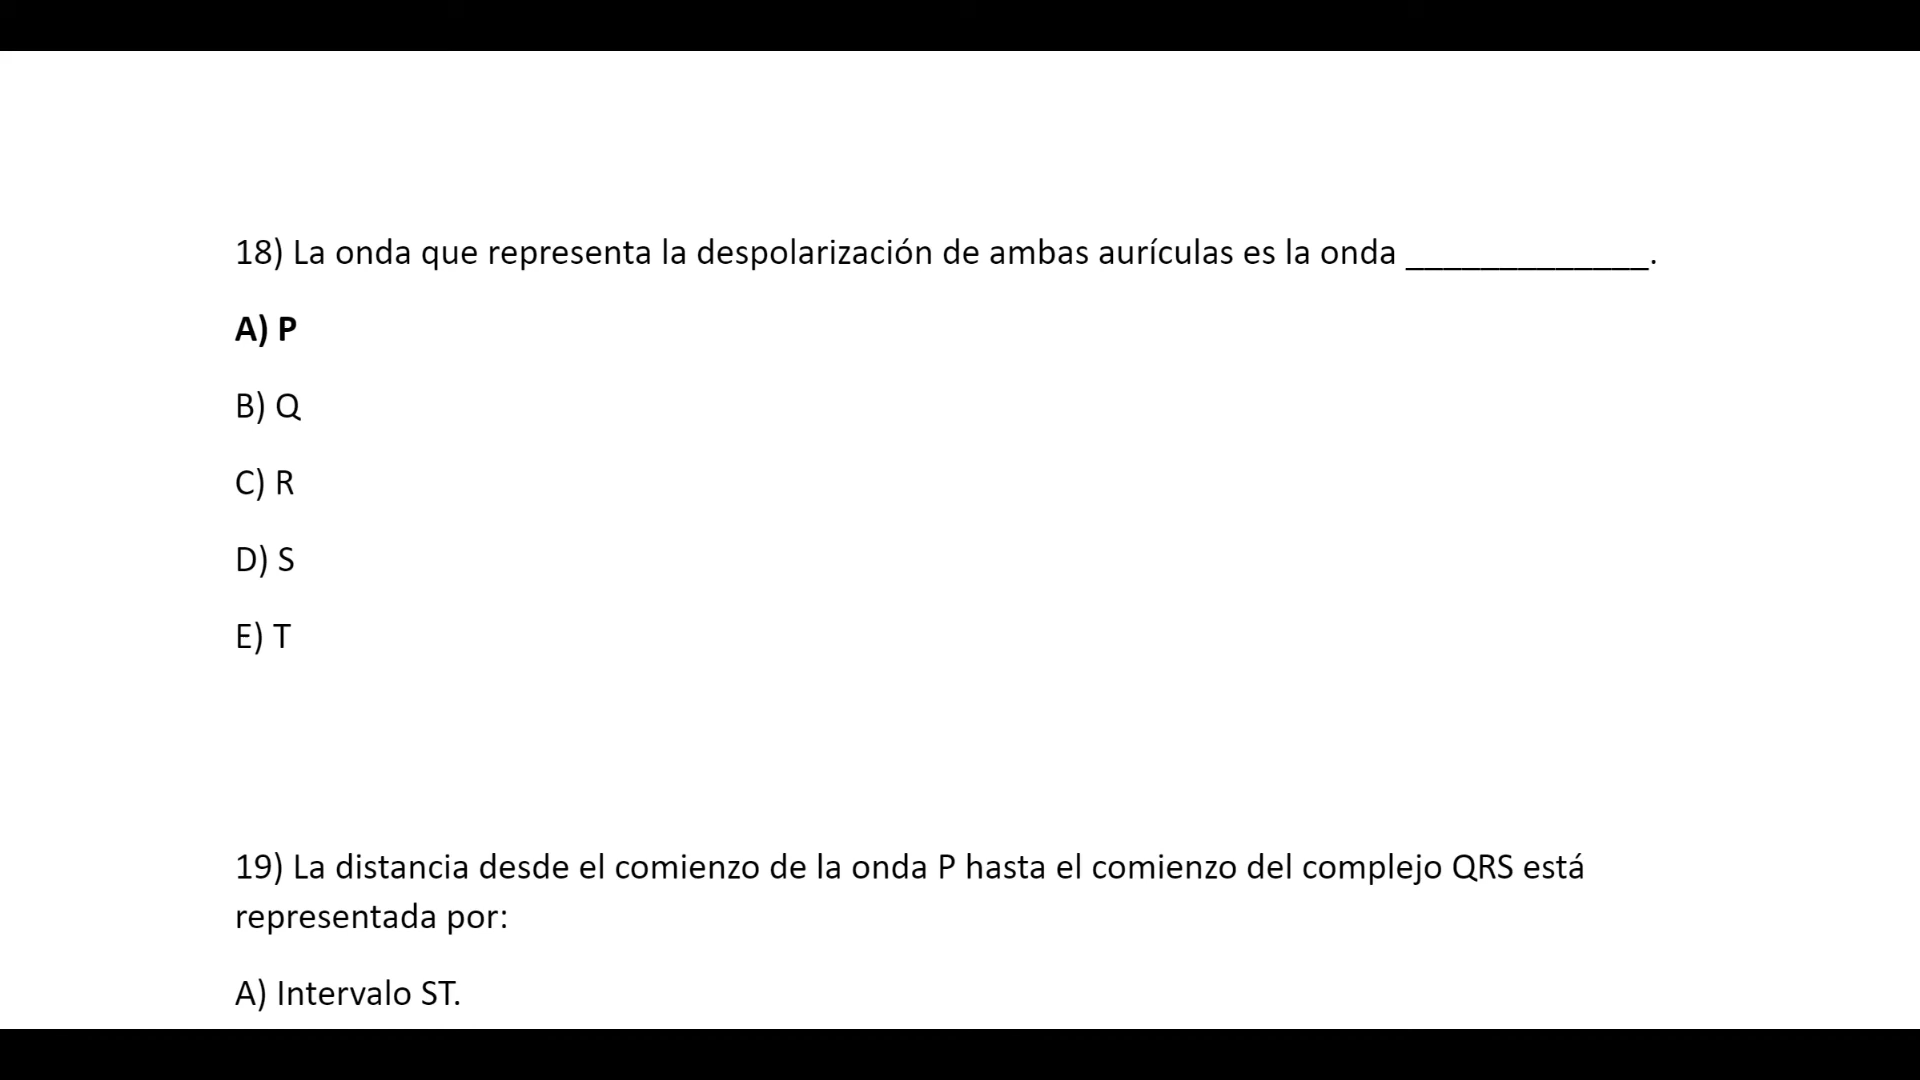 18) La onda que representa la despolarización de ambas aurículas es la onda _____________.
A) P
B) Q
C) R
D) S
E) T
19) La distancia desde el comienzo de la onda P hasta el comienzo del complejo QRS está
representada por:
A) Intervalo ST.